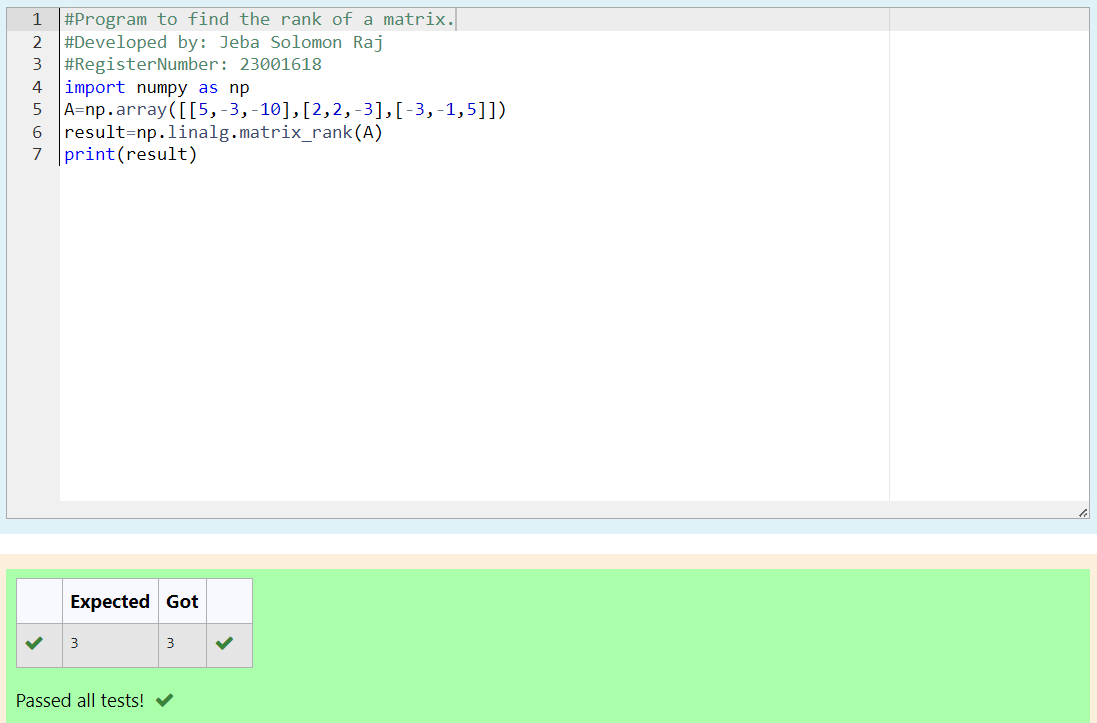 1 #Program to find the rank of a matrix.
2 #Developed by: Jeba Solomon Raj
3 #RegisterNumber: 23001618
4 import numpy as np
5 A=np.array([[5,-3,-10],[2,2,-3],[-3,-1,5]])
6 result=np.linalg.matrix_rank(A)
7 print(result)
Expected Got
3 3
Passed all tests!